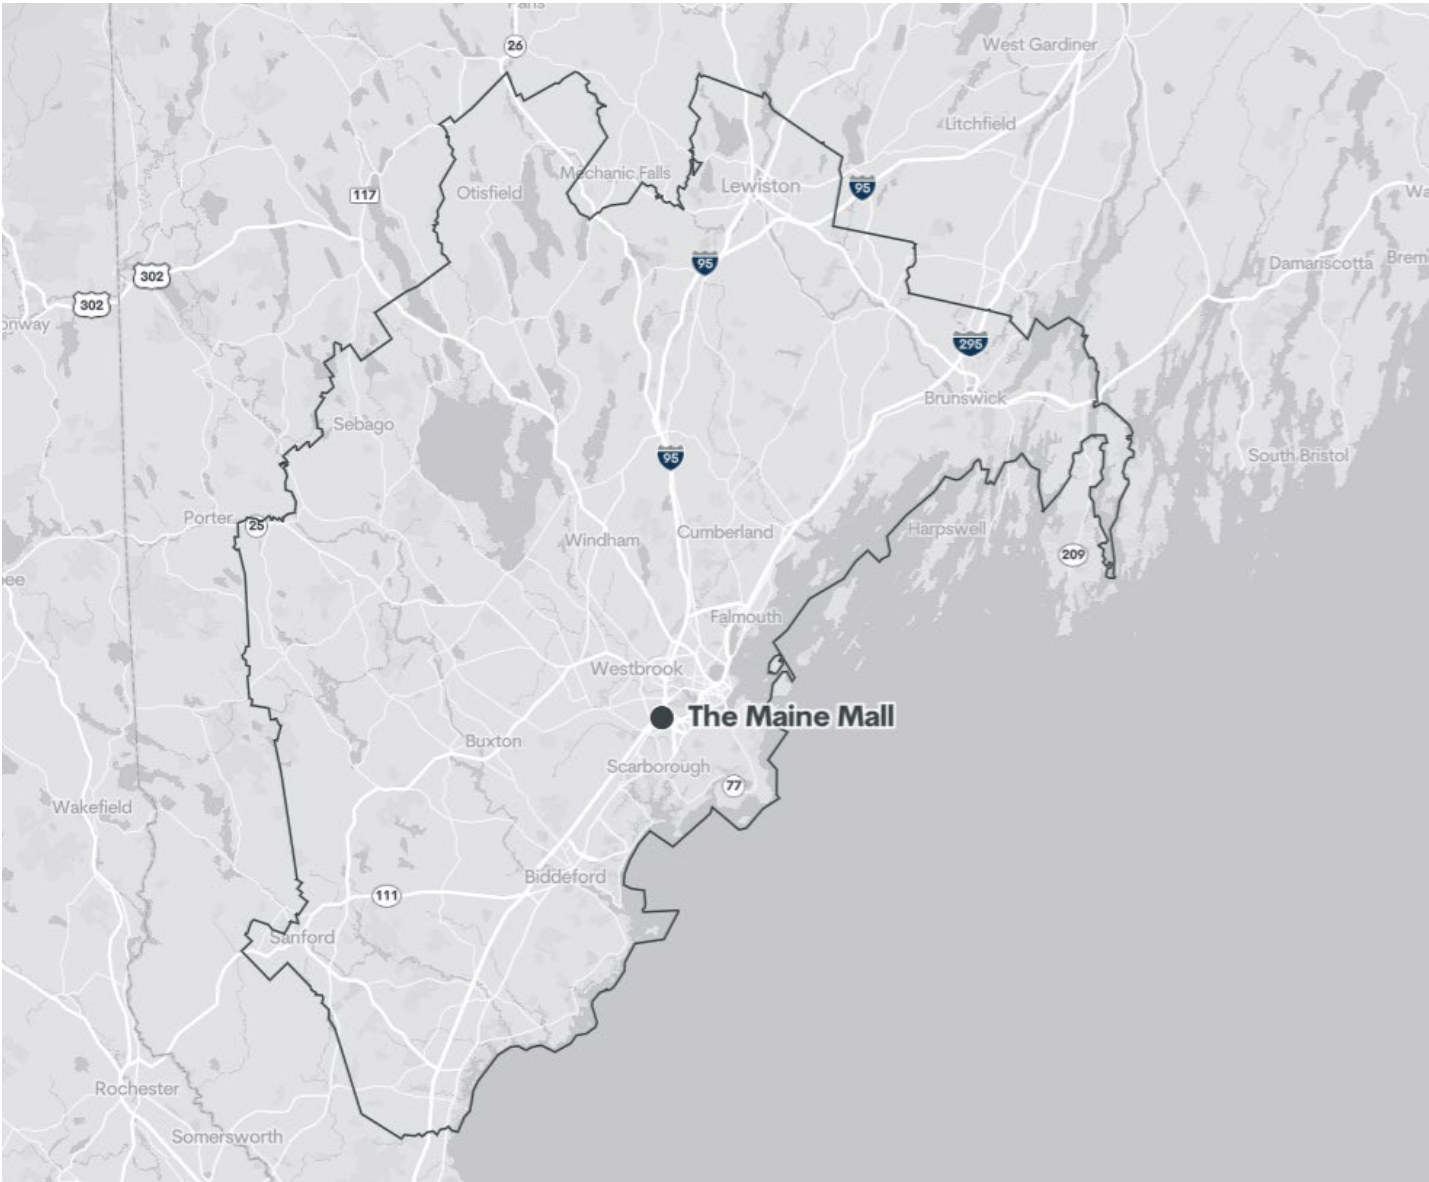 Paris
26
West Gardiner
Litchfield
Mechanic Falls
Lewiston
95
117
Otisfield
302
95
Damariscotta
302
295
Brunswick
Sebago
95
South Bristol
Porter
25
Windham
Cumberland
Harpswell
209
Falmouth
Westbrook
The Maine Mall
Buxton
Scarborough
77
Wakefield
Biddeford
111
Sanford
Rochester
Somersworth